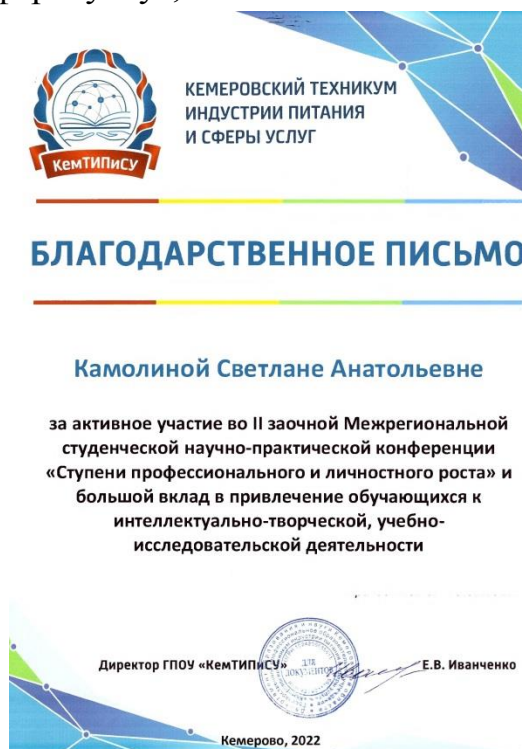 КЕМЕРОВСКИЙ ТЕХНИКУМ
ИНДУСТРИИ ПИТАНИЯ
И СФЕРЫ УСЛУГ
КемТИПиСУ
БЛАГОДАРСТВЕННОЕ ПИСЬМО
Камолиной Светлане Анатольевне
за активное участие во II заочной Межрегиональной
студенческой научно-практической конференции
«Ступени профессионального и личностного роста» и
большой вклад в привлечение обучающихся к
интеллектуально-творческой, учебно-
исследовательской деятельности
Директор ГПОУ «КемТИПиСУ»
ДЛЯ
ДОКУМЕНТОВ
Е.В. Иванченко
Кемерово, 2022